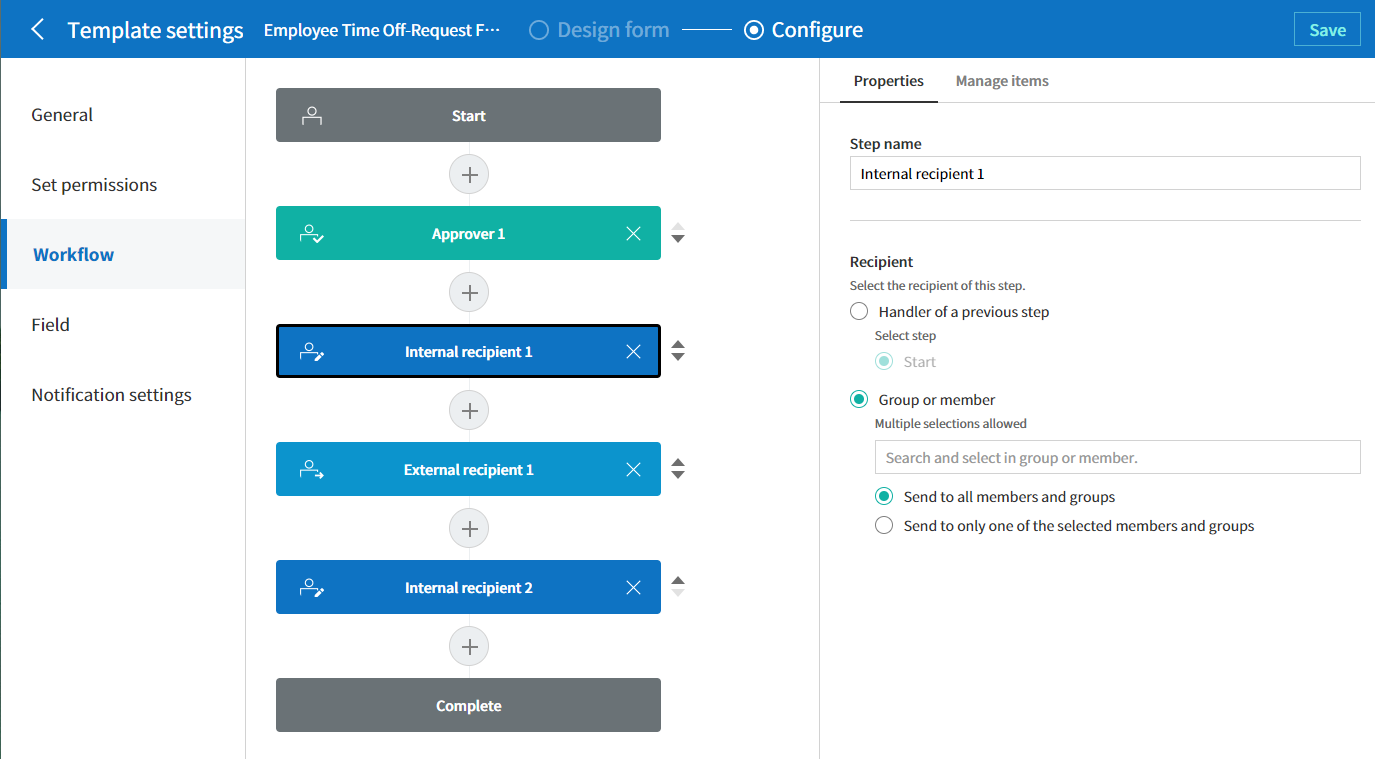 Template settings
Employee Time Off-Request F···
Design form
Configure
Save
General
Set permissions
Workflow
Field
Notification settings
Start
Approver 1
Internal recipient 1
External recipient 1
Internal recipient 2
Complete
Properties
Manage items
Step name
Internal recipient 1
Recipient
Select the recipient of this step.
Handler of a previous step
Select step
Start
Group or member
Multiple selections allowed
Search and select in group or member.
Send to all members and groups
Send to only one of the selected members and groups